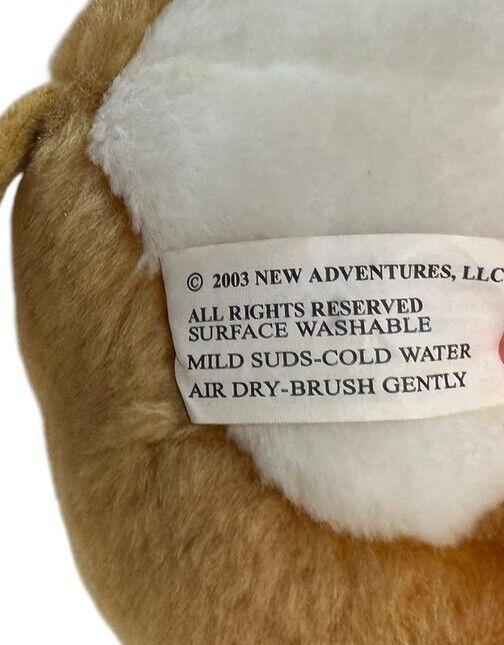 © 2003 NEW ADVENTURES, LLC
ALL RIGHTS RESERVED
SURFACE WASHABLE
MILD SUDS-COLD WATER
AIR DRY-BRUSH GENTLY